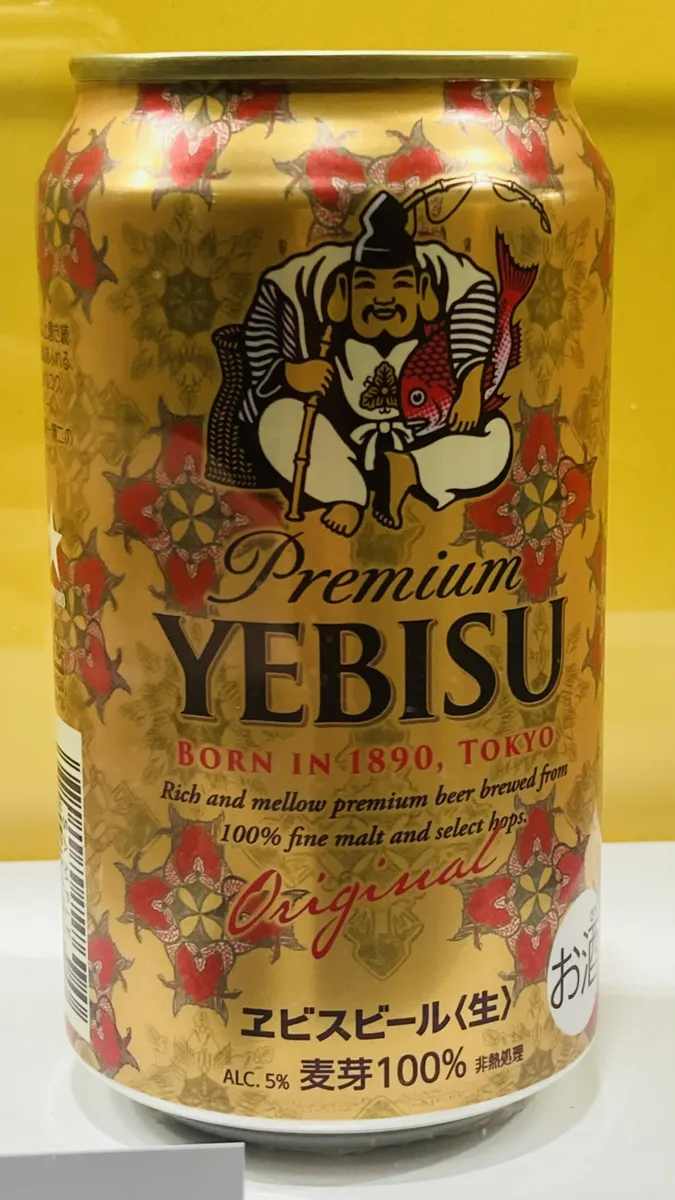 Premium
YEBISU
BORN IN 1890, TOKYO
Rich and mellow premium beer brewed from
100% fine malt and select hops.
Original
ヱビスビール〈生〉
ALC. 5% 麦芽100% 非熱処理
お酒